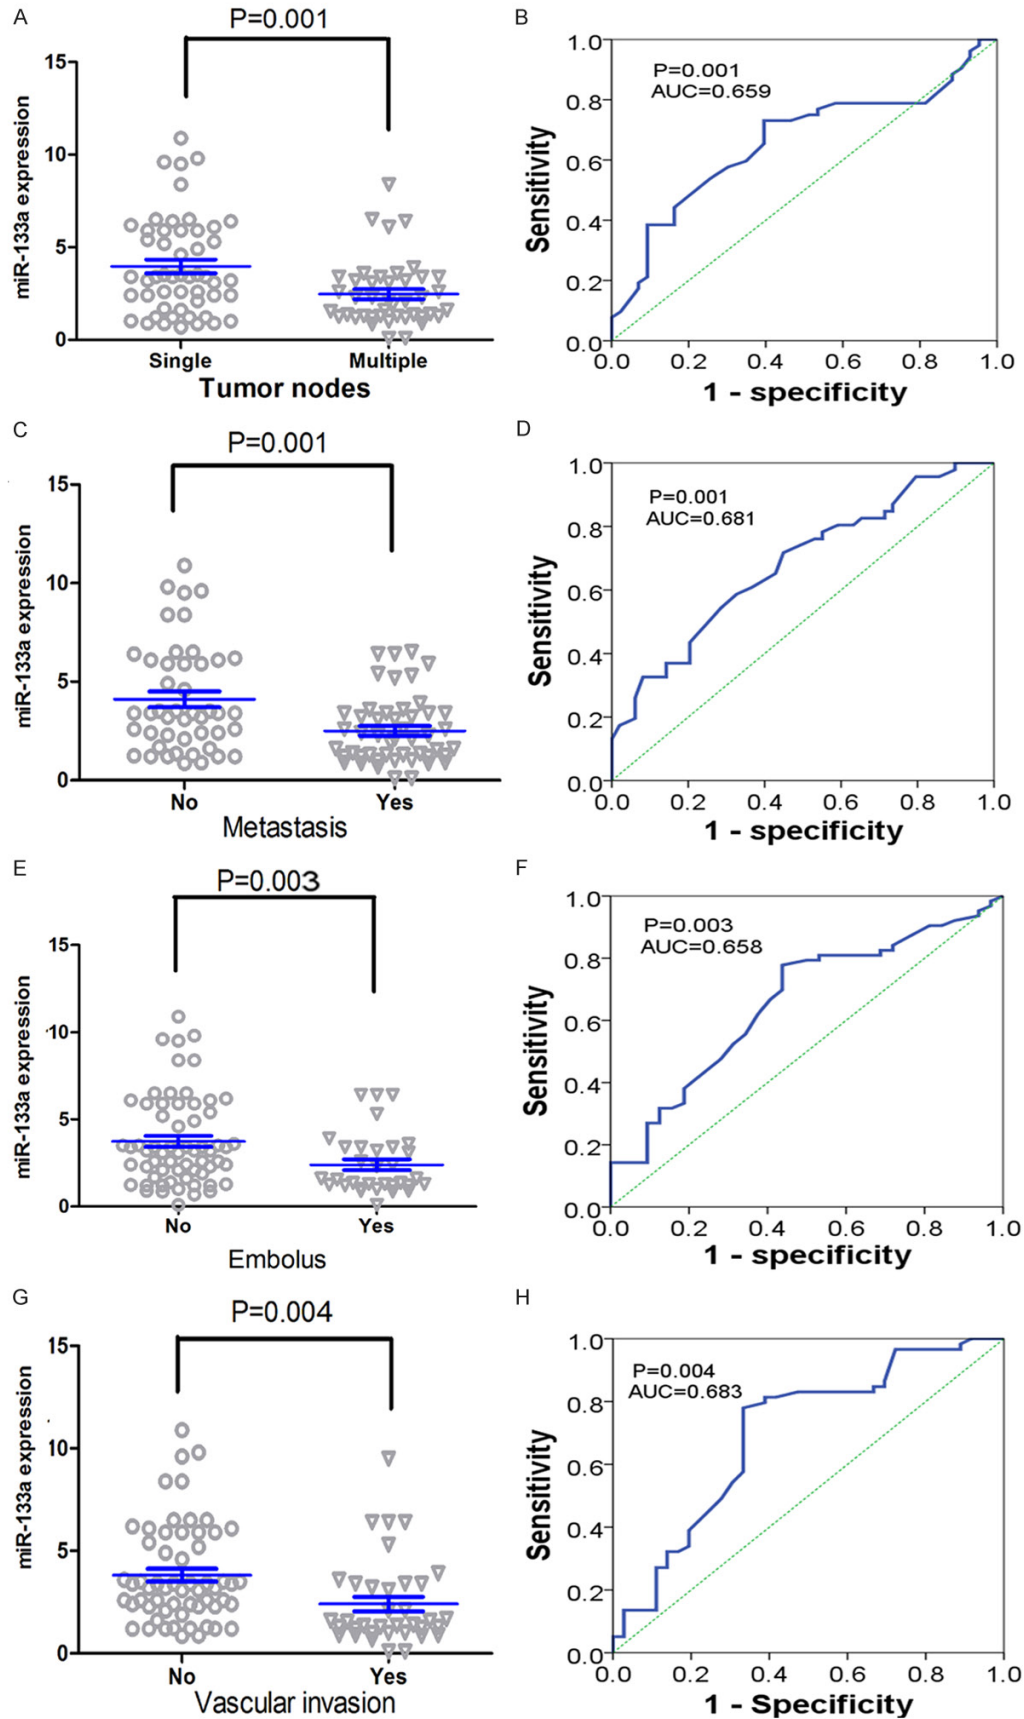 A
P=0.001
15
10
5
0
miR-133a expression
Single
Multiple
Tumor nodes
B
P=0.001
AUC=0.659
1.0
0.8
0.6
0.4
0.2
0.0
Sensitivity
0.0 0.2 0.4 0.6 0.8 1.0
1 - specificity
C
P=0.001
15
10
5
0
miR-133a expression
No
Yes
Metastasis
D
P=0.001
AUC=0.681
1.0
0.8
0.6
0.4
0.2
0.0
Sensitivity
0.0 0.2 0.4 0.6 0.8 1.0
1 - specificity
E
P=0.003
15
10
5
0
miR-133a expression
No
Yes
Embolus
F
P=0.003
AUC=0.658
1.0
0.8
0.6
0.4
0.2
0.0
Sensitivity
0.0 0.2 0.4 0.6 0.8 1.0
1 - specificity
G
P=0.004
15
10
5
0
miR-133a expression
No
Yes
Vascular invasion
H
P=0.004
AUC=0.683
1.0
0.8
0.6
0.4
0.2
0.0
Sensitivity
0.0 0.2 0.4 0.6 0.8 1.0
1 - Specificity